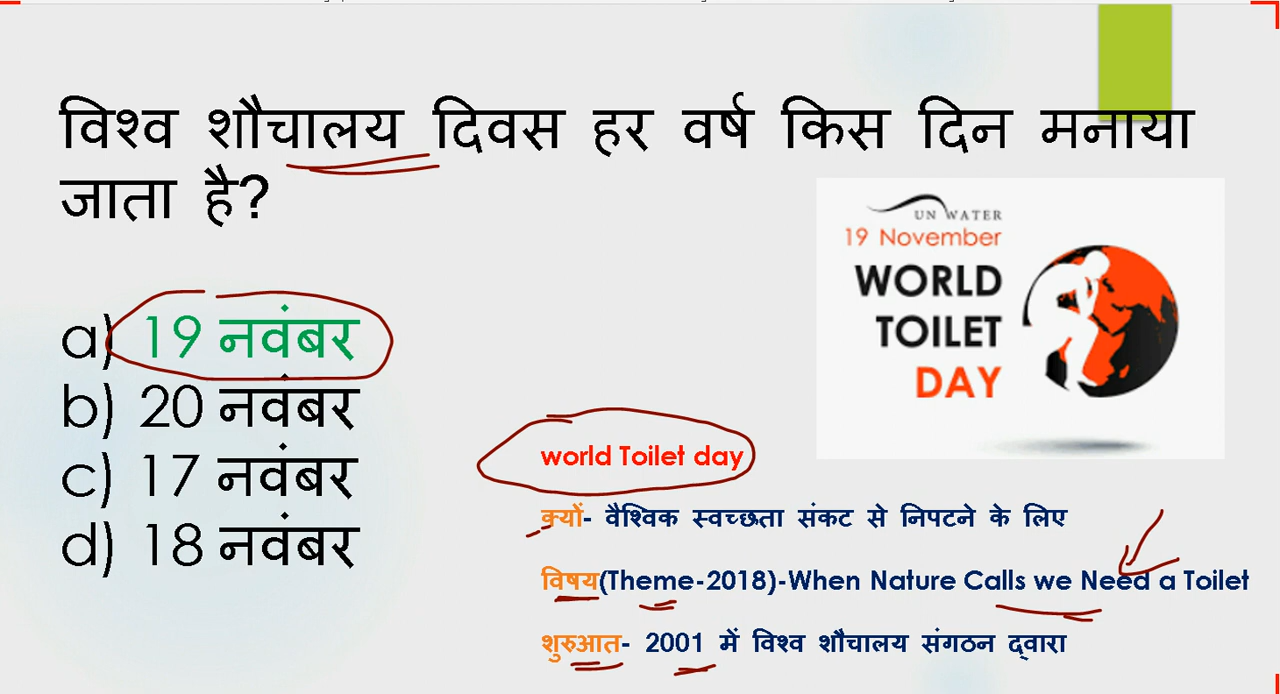 विश्व शौचालय दिवस हर वर्ष किस दिन मनाया
जाता है?
UN WATER
19 November
WORLD
TOILET
DAY
a) 19 नवंबर
b) 20 नवंबर
c) 17 नवंबर
d) 18 नवंबर
world Toilet day
क्यों- वैश्विक स्वच्छता संकट से निपटने के लिए
विषय(Theme-2018)-When Nature Calls we Need a Toilet
शुरुआत- 2001 में विश्व शौचालय संगठन द्वारा